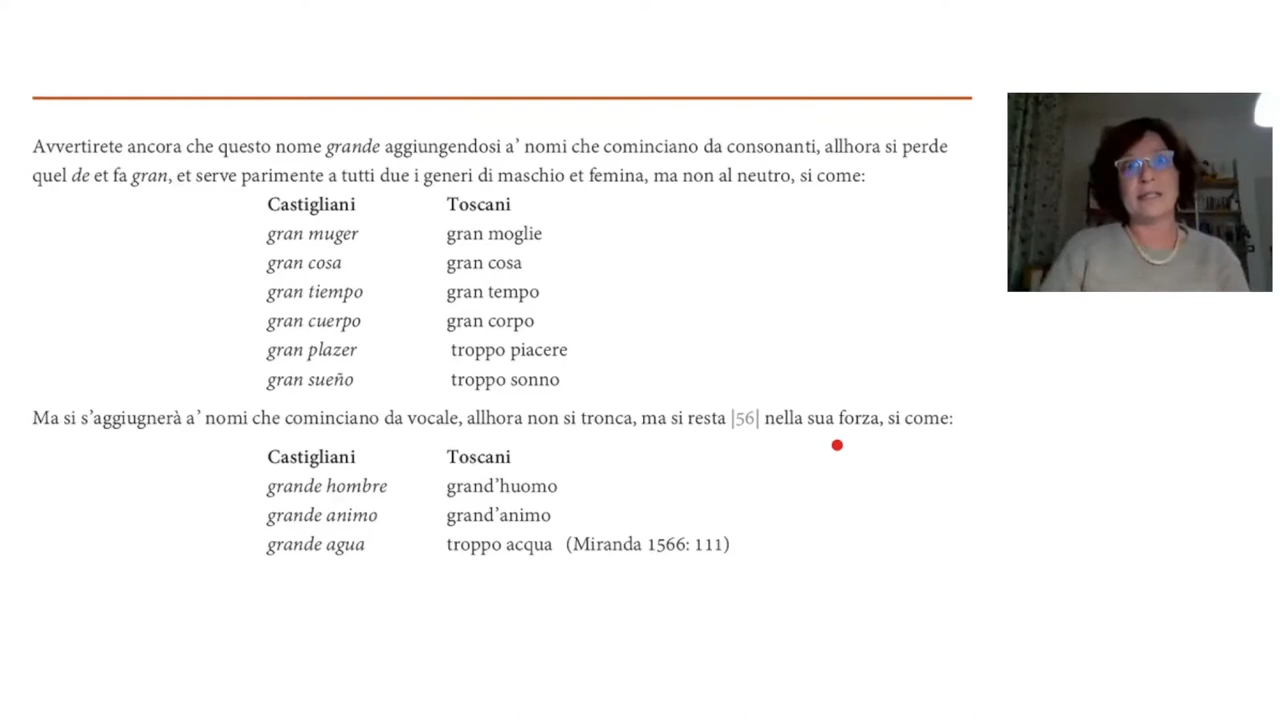 Avvertirete ancora che questo nome grande aggiungendosi a' nomi che cominciano da consonanti, allhora si perde
quel de et fa gran, et serve parimente a tutti due i generi di maschio et femina, ma non al neutro, si come:
Castigliani Toscani
gran muger gran moglie
gran cosa gran cosa
gran tiempo gran tempo
gran cuerpo gran corpo
gran plazer troppo piacere
gran sueño troppo sonno
Ma si s'aggiugnerà a' nomi che cominciano da vocale, allhora non si tronca, ma si resta |56| nella sua forza, si come:
Castigliani Toscani
grande hombre grand'huomo
grande animo grand'animo
grande agua troppo acqua (Miranda 1566: 111)